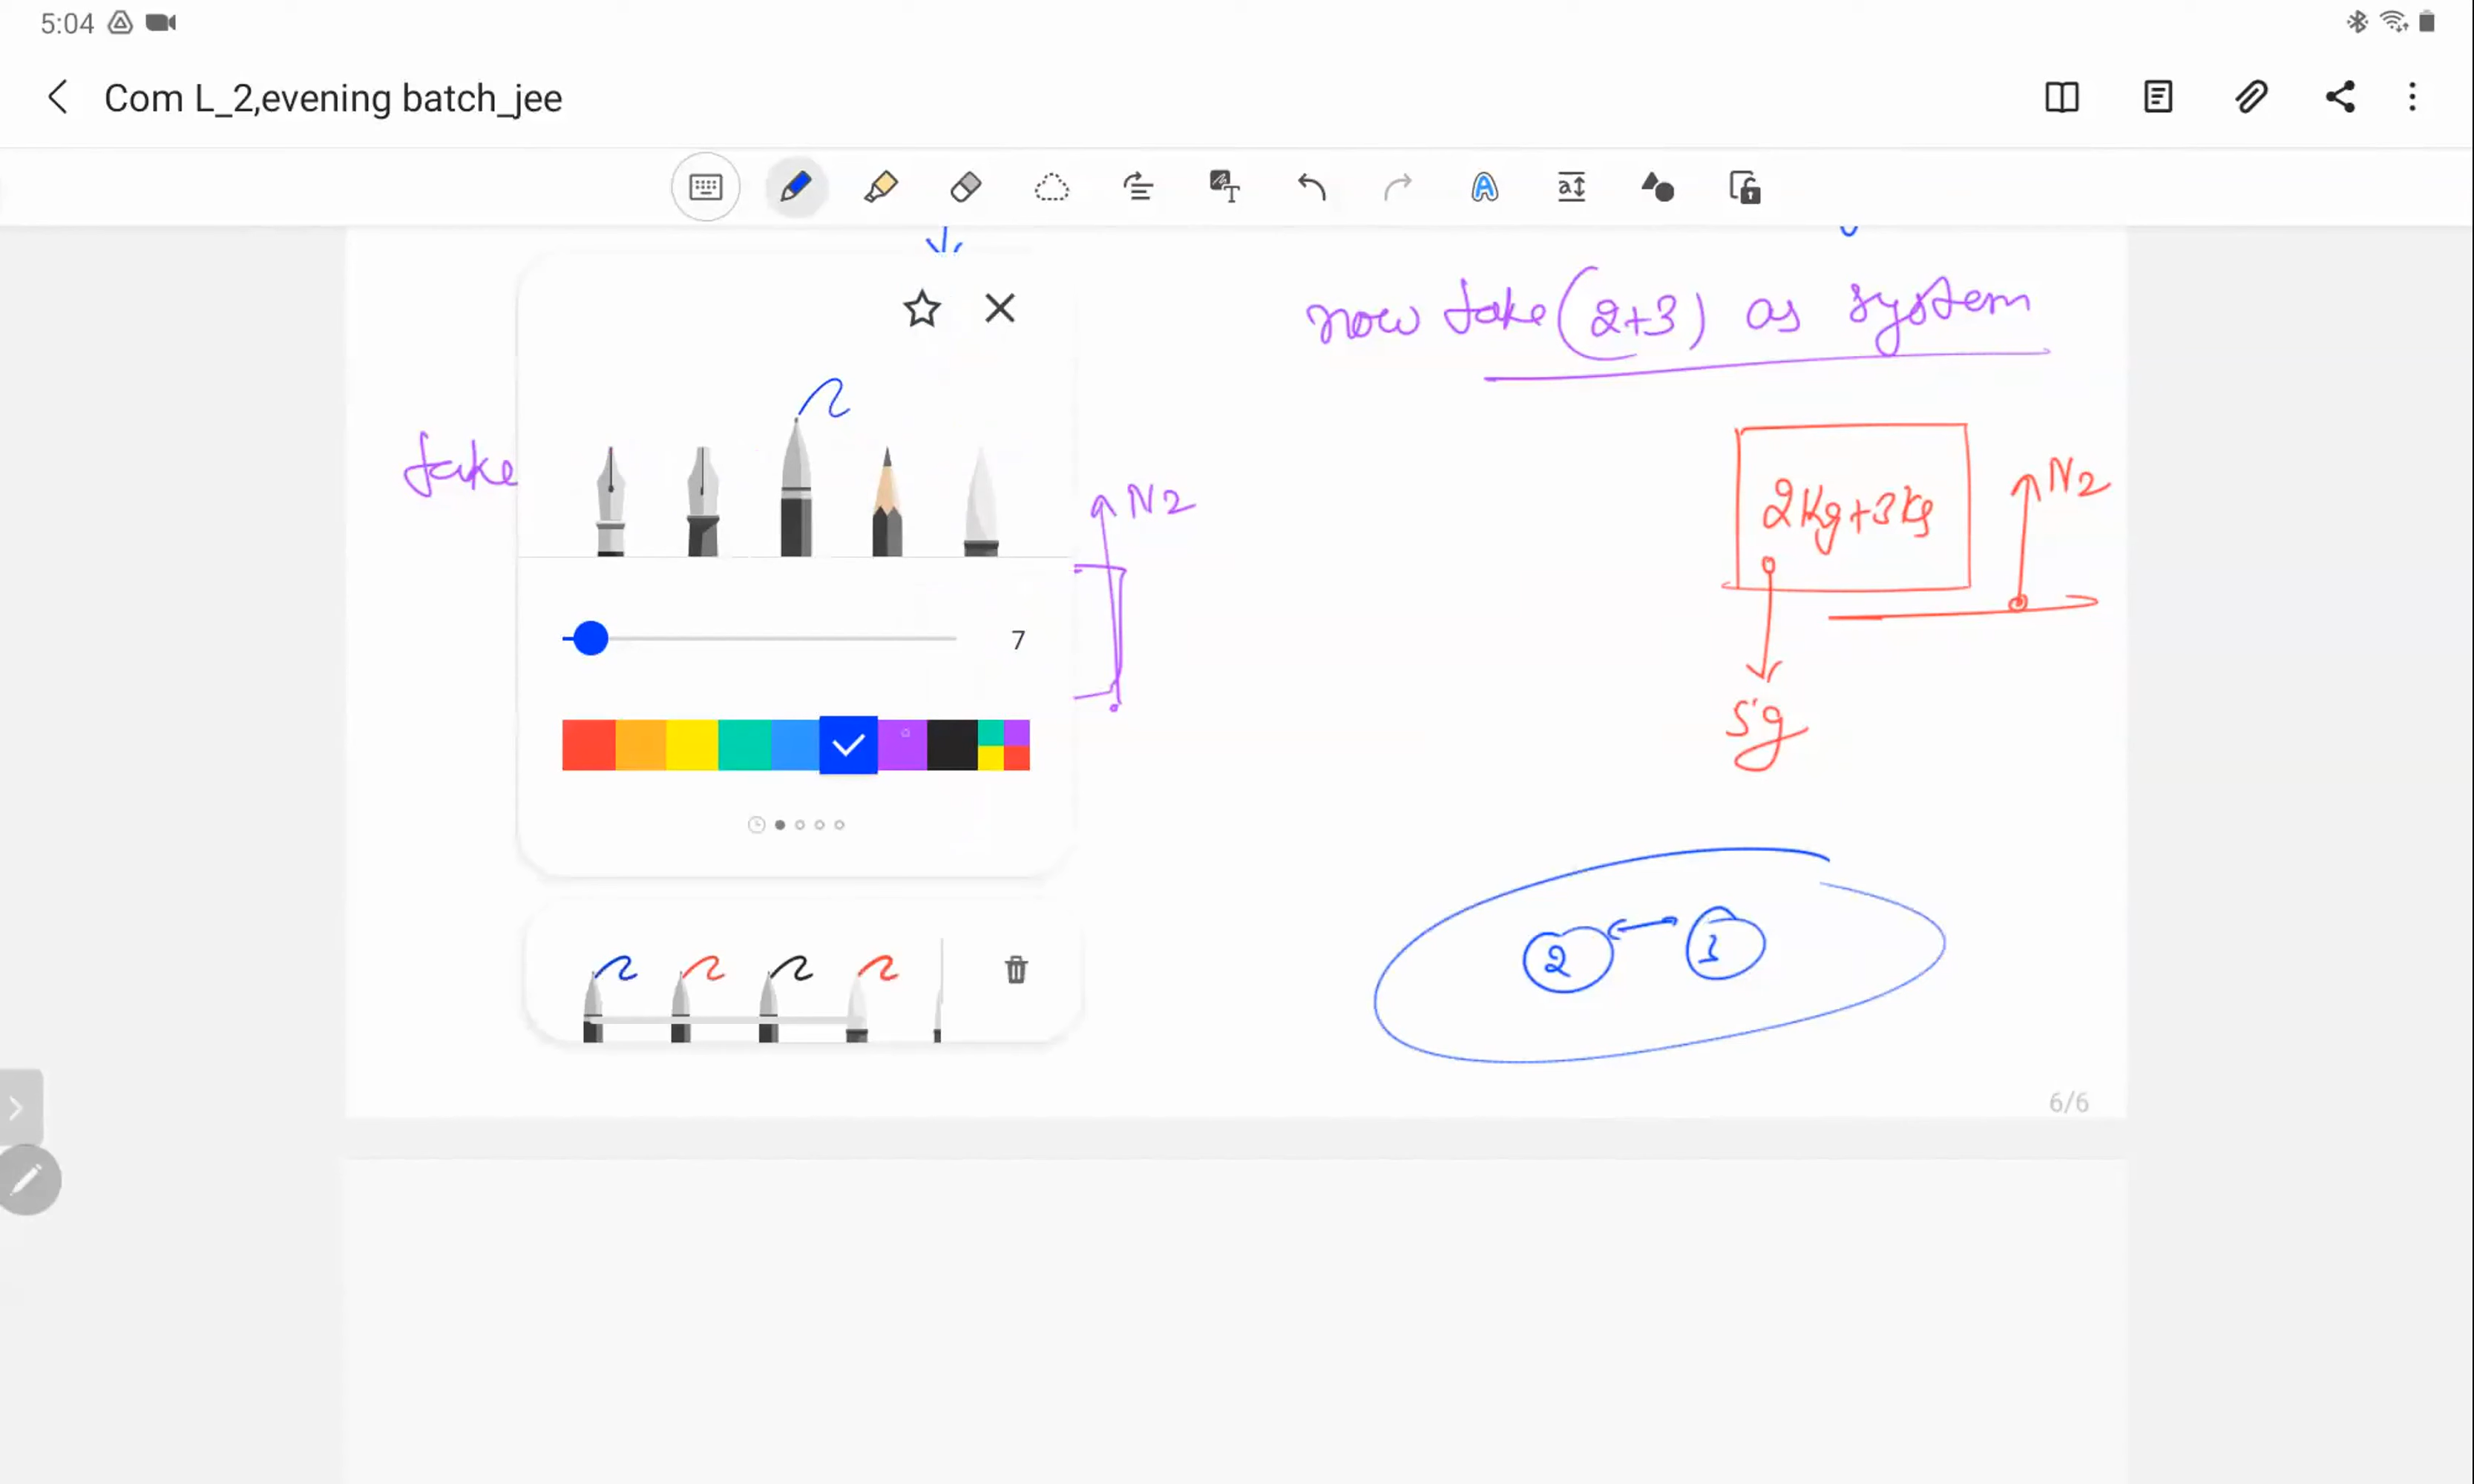 5:04
Com L_2,evening batch_jee
now take (2+3) as system
take
N2
2kg+3kg
N2
7
5g
2
3
6/6